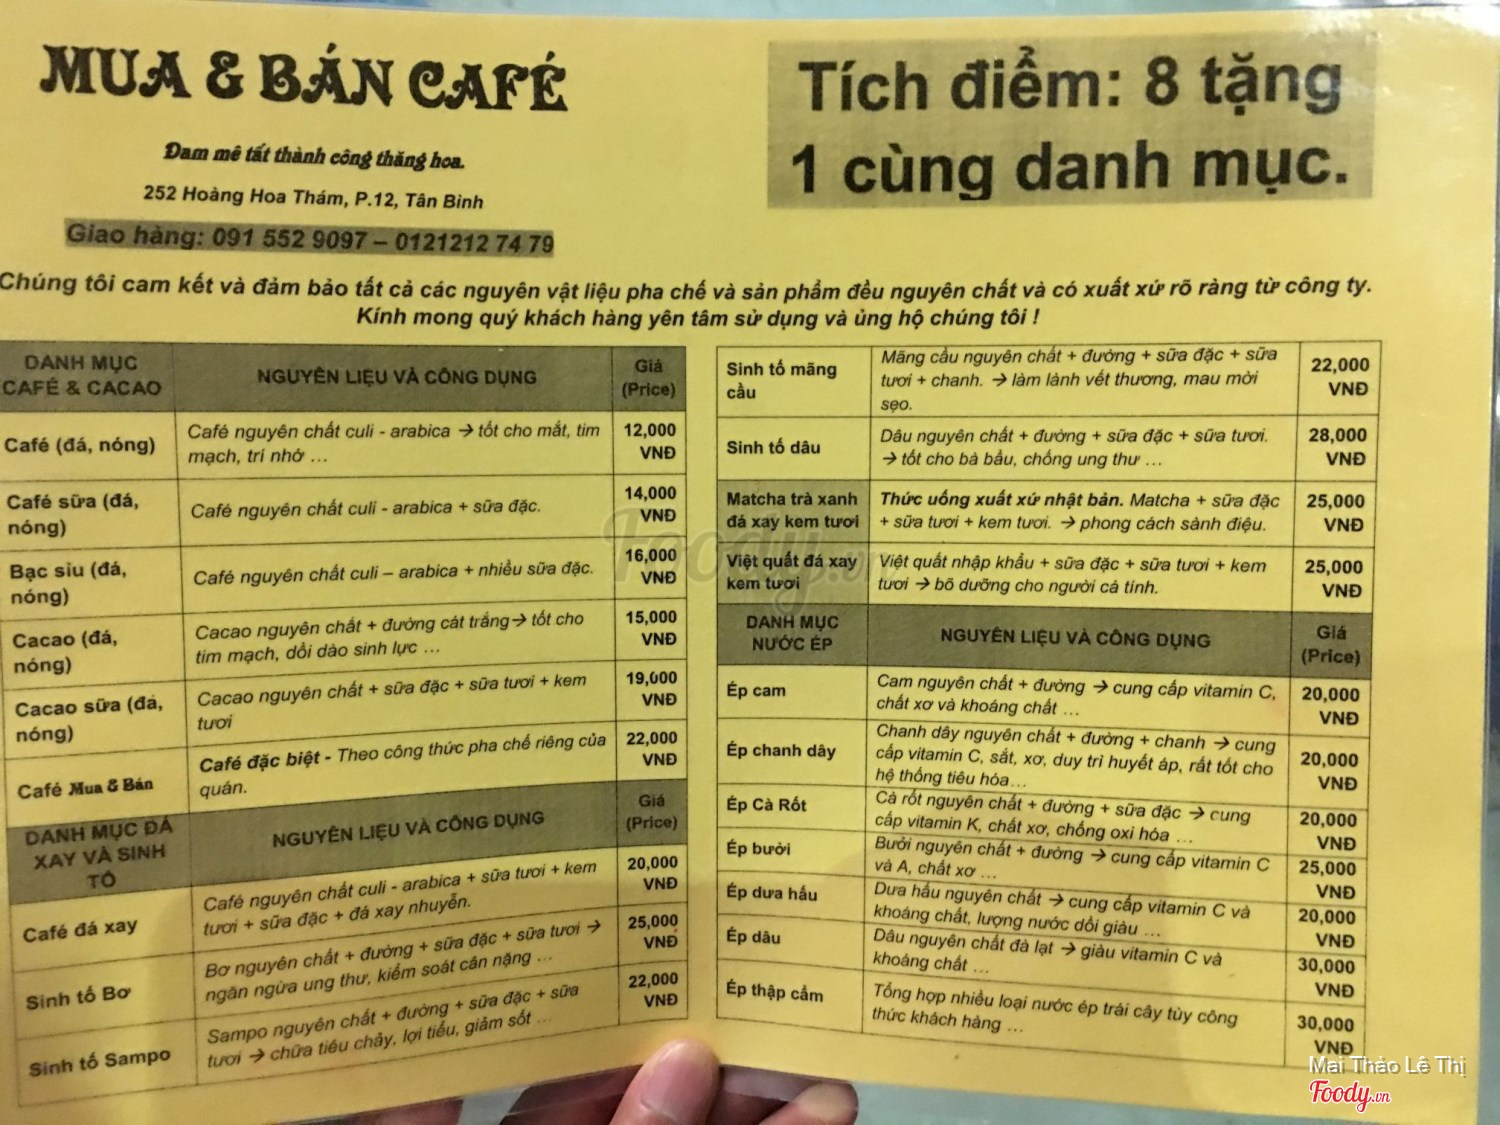 MUA & BÁN CAFÉ
Đam mê tất thành công thăng hoa.
252 Hoàng Hoa Thám, P.12, Tân Bình
Giao hàng: 091 552 9097 – 0121212 74 79
Tích điểm: 8 tặng
1 cùng danh mục.
Chúng tôi cam kết và đảm bảo tất cả các nguyên vật liệu pha chế và sản phẩm đều nguyên chất và có xuất xứ rõ ràng từ công ty.
Kính mong quý khách hàng yên tâm sử dụng và ủng hộ chúng tôi !
DANH MỤC
CAFÉ & CACAO
NGUYÊN LIỆU VÀ CÔNG DỤNG
Giá
(Price)
Café (đá, nóng)
Café nguyên chất culi - arabica → tốt cho mắt, tim
mạch, trí nhớ ...
12,000
VNĐ
Café sữa (đá,
nóng)
Café nguyên chất culi - arabica + sữa đặc.
14,000
VNĐ
Bạc siu (đá,
nóng)
Café nguyên chất culi – arabica + nhiều sữa đặc.
16,000
VNĐ
Cacao (đá,
nóng)
Cacao nguyên chất + đường cát trắng→ tốt cho
tim mạch, dồi dào sinh lực ...
15,000
VNĐ
Cacao sữa (đá,
nóng)
Cacao nguyên chất + sữa đặc + sữa tươi + kem
tươi
19,000
VNĐ
Café Mua & Bán
Café đặc biệt - Theo công thức pha chế riêng của
quán.
22,000
VNĐ
DANH MỤC ĐÁ
XAY VÀ SINH
TỐ
NGUYÊN LIỆU VÀ CÔNG DỤNG
Giá
(Price)
Café đá xay
Café nguyên chất culi - arabica + sữa tươi + kem
tươi + sữa đặc + đá xay nhuyễn.
20,000
VNĐ
Sinh tố Bơ
Bơ nguyên chất + đường + sữa đặc + sữa tươi →
ngăn ngừa ung thư, kiểm soát cân nặng ...
25,000
VNĐ
Sinh tố Sampo
Sampo nguyên chất + đường + sữa đặc + sữa
tươi → chữa tiêu chảy, lợi tiểu, giảm sốt ...
22,000
VNĐ
Sinh tố mãng
cầu
Mãng cầu nguyên chất + đường + sữa đặc + sữa
tươi + chanh. → làm lành vết thương, mau mời
sẹo.
22,000
VNĐ
Sinh tố dâu
Dâu nguyên chất + đường + sữa đặc + sữa tươi.
→ tốt cho bà bầu, chống ung thư ...
28,000
VNĐ
Matcha trà xanh
đá xay kem tươi
Thức uống xuất xứ nhật bản. Matcha + sữa đặc
+ sữa tươi + kem tươi. → phong cách sành điệu.
25,000
VNĐ
Việt quất đá xay
kem tươi
Việt quất nhập khẩu + sữa đặc + sữa tươi + kem
tươi → bõ dưỡng cho người cá tính.
25,000
VNĐ
DANH MỤC
NƯỚC ÉP
NGUYÊN LIỆU VÀ CÔNG DỤNG
Giá
(Price)
Ép cam
Cam nguyên chất + đường → cung cấp vitamin C,
chất xơ và khoáng chất ...
20,000
VNĐ
Ép chanh dây
Chanh dây nguyên chất + đường + chanh → cung
cấp vitamin C, sắt, xơ, duy trì huyết áp, rất tốt cho
hệ thống tiêu hóa...
20,000
VNĐ
Ép Cà Rốt
Cà rốt nguyên chất + đường + sữa đặc → cung
cấp vitamin K, chất xơ, chống oxi hóa ...
20,000
VNĐ
Ép bưởi
Bưởi nguyên chất + đường → cung cấp vitamin C
và A, chất xơ ...
25,000
VNĐ
Ép dưa hấu
Dưa hấu nguyên chất → cung cấp vitamin C và
khoáng chất, lượng nước dồi giàu ...
20,000
VNĐ
Ép dâu
Dâu nguyên chất đà lạt → giàu vitamin C và
khoáng chất ...
30,000
VNĐ
Ép thập cẩm
Tổng hợp nhiều loại nước ép trài cây tùy công
thức khách hàng ...
30,000
VNĐ
Foody.vn
Mai Thảo Lê Thị
Foody.vn